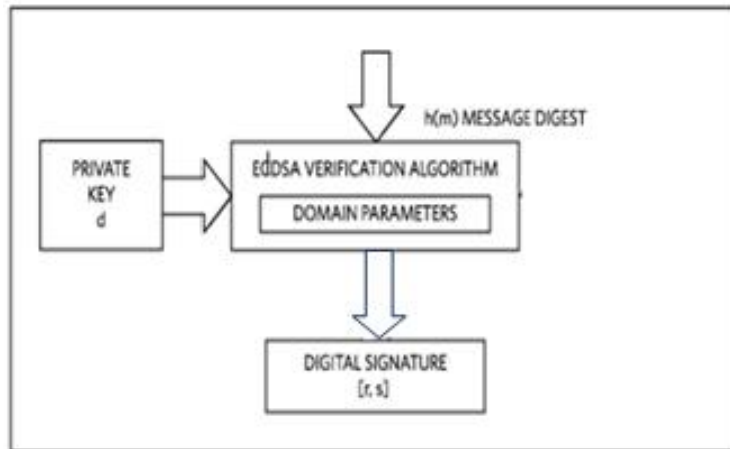 h(m) MESSAGE DIGEST
PRIVATE
KEY
d
EdDSA VERIFICATION ALGORITHM
DOMAIN PARAMETERS
DIGITAL SIGNATURE
[r, s]